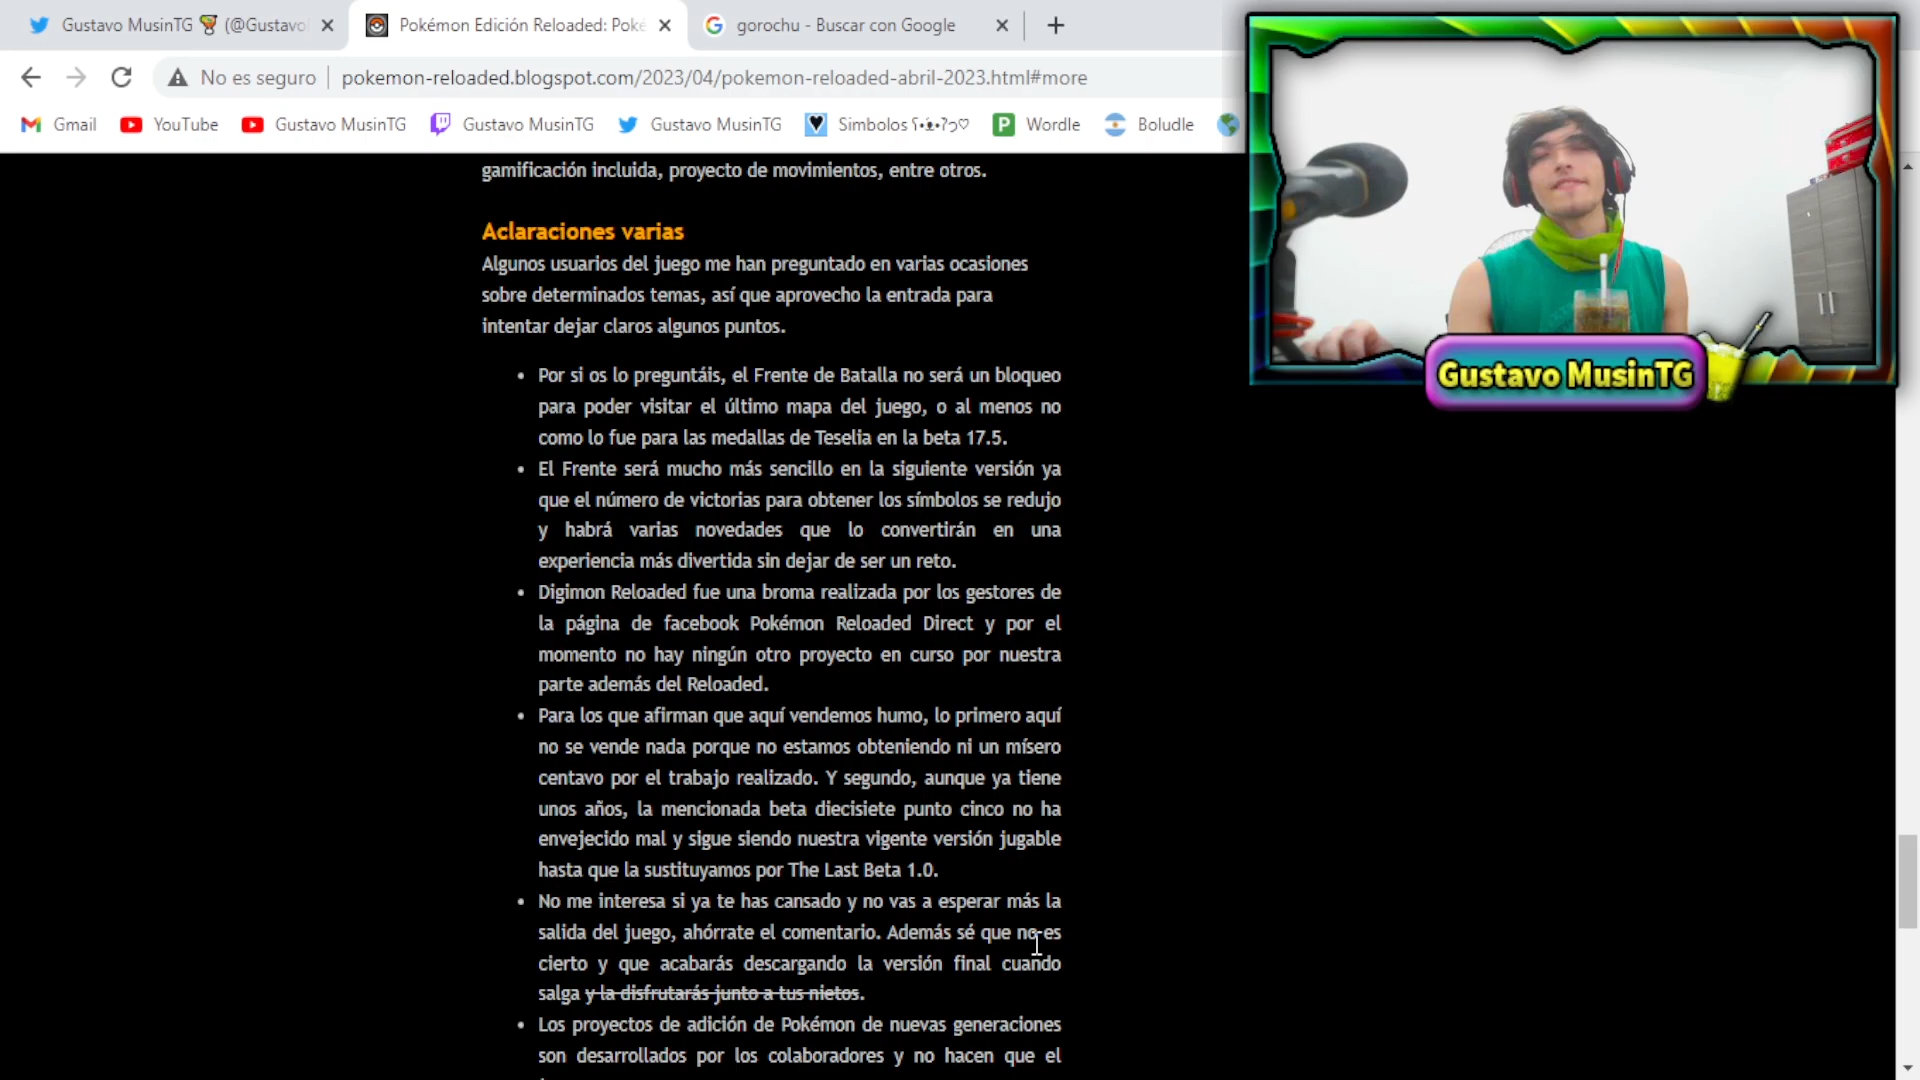 Gustavo MusinTG 🍹 (@Gustavo
Pokémon Edición Reloaded: Poké
gorochu - Buscar con Google
No es seguro
pokemon-reloaded.blogspot.com/2023/04/pokemon-reloaded-abril-2023.html#more
Gmail
YouTube
Gustavo MusinTG
Gustavo MusinTG
Gustavo MusinTG
Wordle
Boludle
gamificación incluida, proyecto de movimientos, entre otros.
Aclaraciones varias
Algunos usuarios del juego me han preguntado en varias ocasiones
sobre determinados temas, así que aprovecho la entrada para
intentar dejar claros algunos puntos.
• Por si os lo preguntáis, el Frente de Batalla no será un bloqueo
para poder visitar el último mapa del juego, o al menos no
como lo fue para las medallas de Teselia en la beta 17.5.
• El Frente será mucho más sencillo en la siguiente versión ya
que el número de victorias para obtener los símbolos se redujo
y habrá varias novedades que lo convertirán en una
experiencia más divertida sin dejar de ser un reto.
• Digimon Reloaded fue una broma realizada por los gestores de
la página de facebook Pokémon Reloaded Direct y por el
momento no hay ningún otro proyecto en curso por nuestra
parte además del Reloaded.
• Para los que afirman que aquí vendemos humo, lo primero aquí
no se vende nada porque no estamos obteniendo ni un mísero
centavo por el trabajo realizado. Y segundo, aunque ya tiene
unos años, la mencionada beta diecisiete punto cinco no ha
envejecido mal y sigue siendo nuestra vigente versión jugable
hasta que la sustituyamos por The Last Beta 1.0.
• No me interesa si ya te has cansado y no vas a esperar más la
salida del juego, ahórrate el comentario. Además sé que no es
cierto y que acabarás descargando la versión final cuando
salga y la disfrutarás junto a tus nietos.
• Los proyectos de adición de Pokémon de nuevas generaciones
son desarrollados por los colaboradores y no hacen que el
Simbolos
Gustavo MusinTG